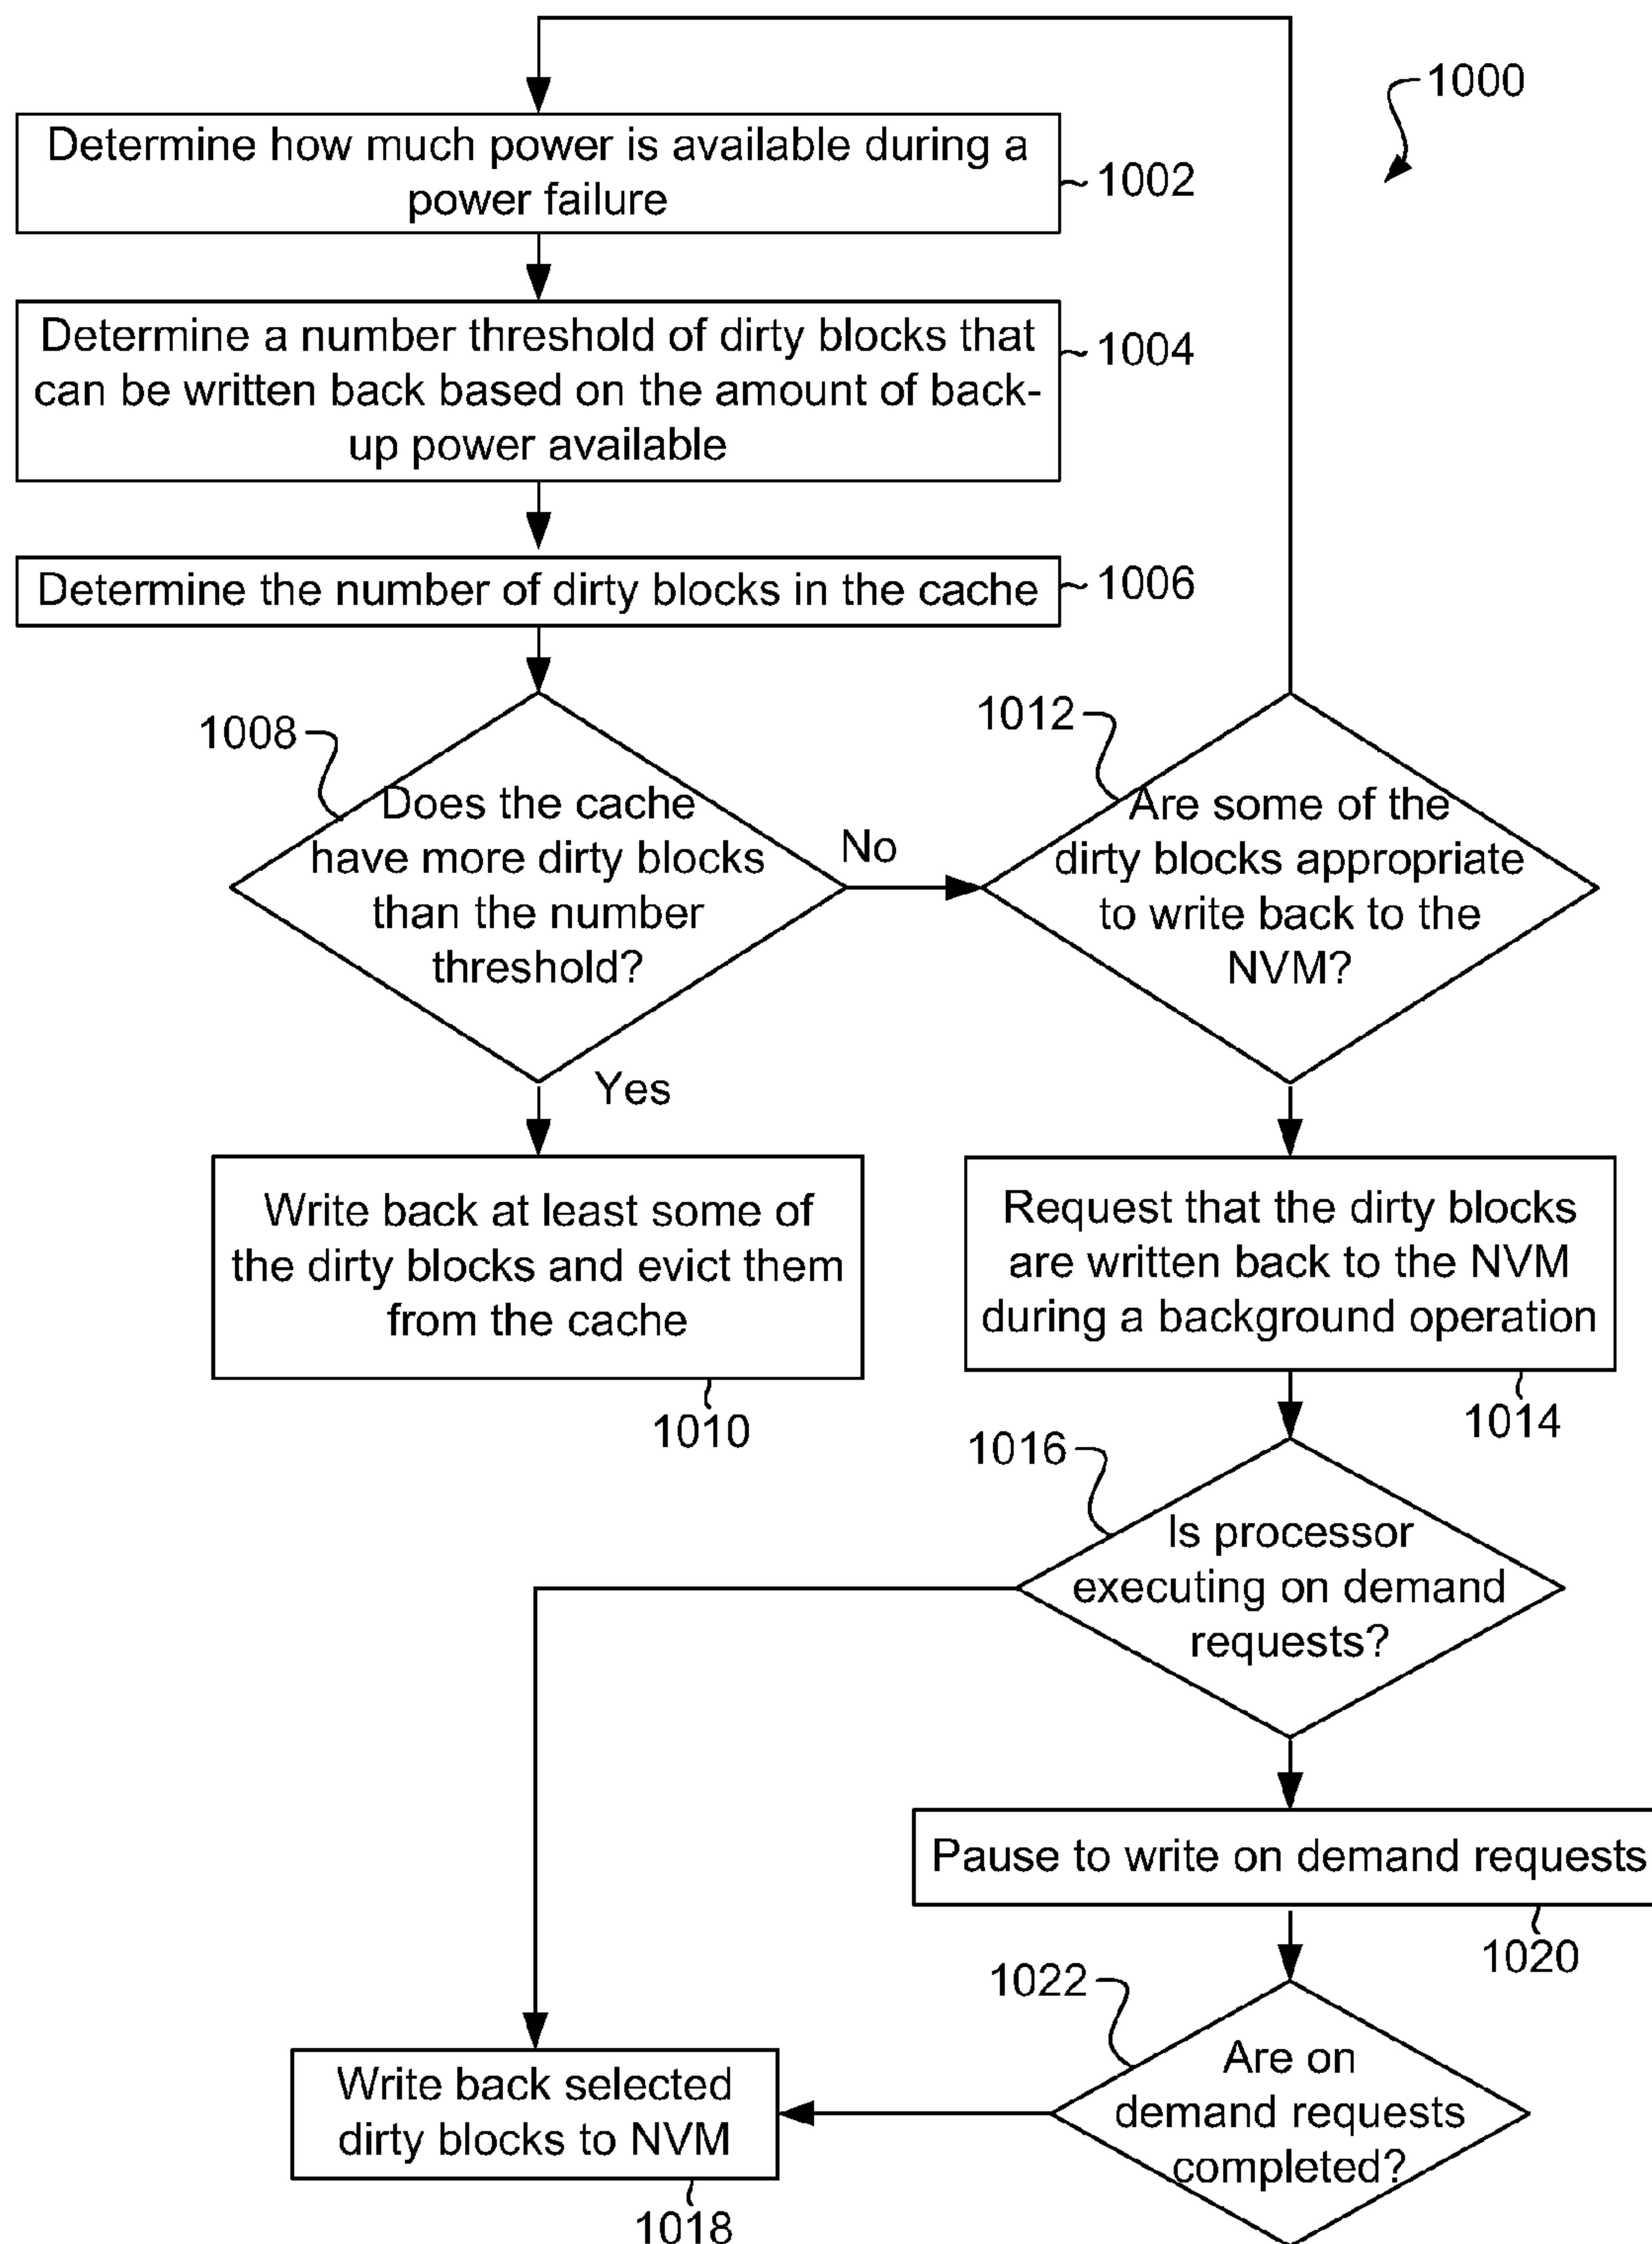 1000
Determine how much power is available during a
power failure
1002
Determine a number threshold of dirty blocks that
can be written back based on the amount of back-
up power available
1004
Determine the number of dirty blocks in the cache
1006
1008
Does the cache
have more dirty blocks
than the number
threshold?
No
Yes
1012
Are some of the
dirty blocks appropriate
to write back to the
NVM?
Write back at least some of
the dirty blocks and evict them
from the cache
1010
Request that the dirty blocks
are written back to the NVM
during a background operation
1014
1016
Is processor
executing on demand
requests?
Pause to write on demand requests
1020
1022
Are on
demand requests
completed?
Write back selected
dirty blocks to NVM
1018